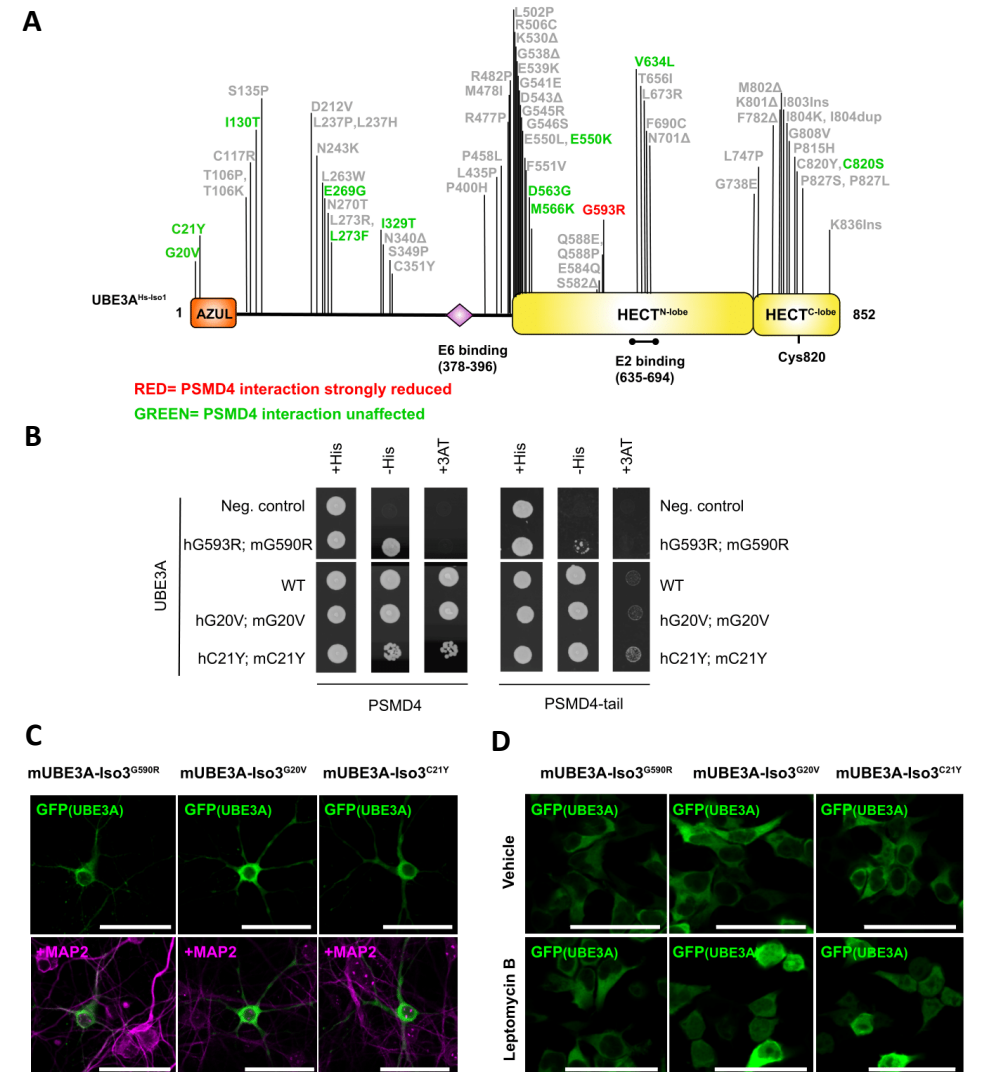 A
L502P
R506C
K530Δ
G538Δ
E539K
G541E
D543Δ
G545R
G546S
E550L, E550K
F551V
D563G
M566K
G593R
Q588E,
Q588P
E584Q
S582Δ
R482P
M478I
R477P
P458L
L435P
P400H
S135P
I130T
C117R
T106P,
T106K
C21Y
G20V
D212V
L237P,L237H
N243K
L263W
E269G
N270T
L273R,
L273F
I329T
N340Δ
S349P
C351Y
V634L
T656I
L673R
F690C
N701Δ
M802Δ
K801Δ
F782Δ
I803Ins
I804K, I804dup
G808V
P815H
C820Y, C820S
P827S, P827L
L747P
G738E
K836Ins
UBE3AHs-Iso1
1
AZUL
HECTN-lobe
HECTC-lobe
852
E6 binding
(378-396)
E2 binding
(635-694)
Cys820
RED= PSMD4 interaction strongly reduced
GREEN= PSMD4 interaction unaffected
B
+His
-His
+3AT
+His
-His
+3AT
UBE3A
Neg. control
hG593R; mG590R
WT
hG20V; mG20V
hC21Y; mC21Y
Neg. control
hG593R; mG590R
WT
hG20V; mG20V
hC21Y; mC21Y
PSMD4
PSMD4-tail
C
mUBE3A-Iso3G590R
mUBE3A-Iso3G20V
mUBE3A-Iso3C21Y
GFP(UBE3A)
GFP(UBE3A)
GFP(UBE3A)
+MAP2
+MAP2
+MAP2
D
mUBE3A-Iso3G590R
mUBE3A-Iso3G20V
mUBE3A-Iso3C21Y
Vehicle
GFP(UBE3A)
GFP(UBE3A)
GFP(UBE3A)
Leptomycin B
GFP(UBE3A)
GFP(UBE3A)
GFP(UBE3A)